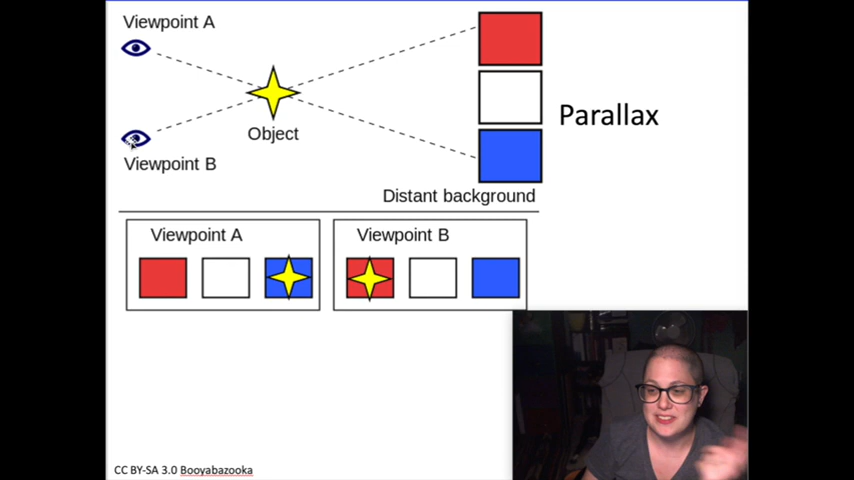 Viewpoint A
Parallax
Object
Viewpoint B
Distant background
Viewpoint A
Viewpoint B
CC BY-SA 3.0 Booyabazooka